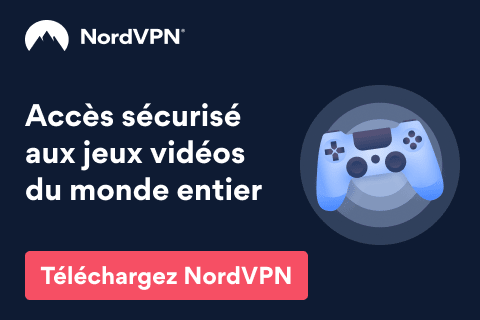 NordVPN®
Accès sécurisé
aux jeux vidéos
du monde entier
Téléchargez NordVPN